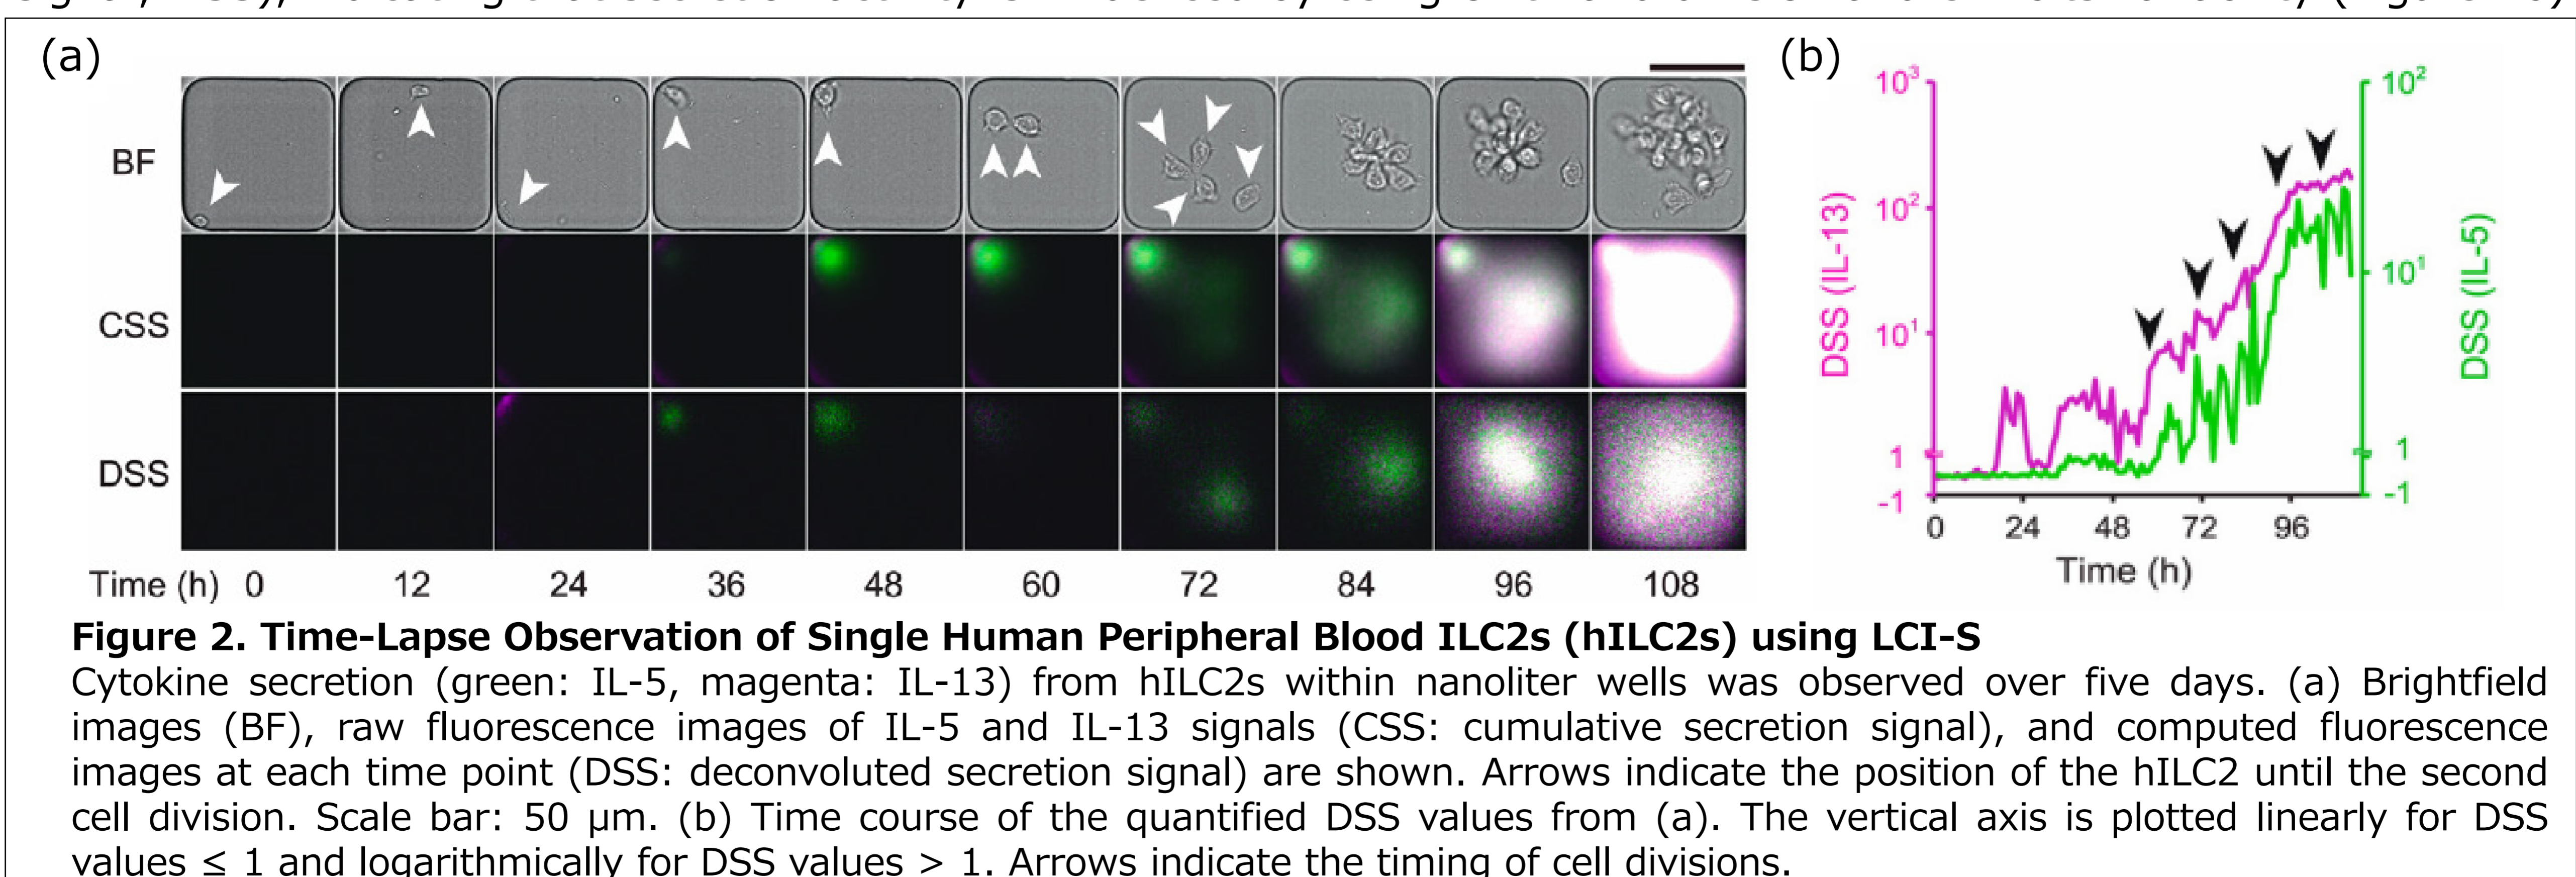 (a)
BF
CSS
DSS
Time (h) 0 12 24 36 48 60 72 84 96 108
(b)
DSS (IL-13)
10³
10²
10¹
1
-1
10²
10¹
1
-1
DSS (IL-5)
0 24 48 72 96
Time (h)
Figure 2. Time-Lapse Observation of Single Human Peripheral Blood ILC2s (hILC2s) using LCI-S
Cytokine secretion (green: IL-5, magenta: IL-13) from hILC2s within nanoliter wells was observed over five days. (a) Brightfield
images (BF), raw fluorescence images of IL-5 and IL-13 signals (CSS: cumulative secretion signal), and computed fluorescence
images at each time point (DSS: deconvoluted secretion signal) are shown. Arrows indicate the position of the hILC2 until the second
cell division. Scale bar: 50 μm. (b) Time course of the quantified DSS values from (a). The vertical axis is plotted linearly for DSS
values ≤ 1 and logarithmically for DSS values > 1. Arrows indicate the timing of cell divisions.